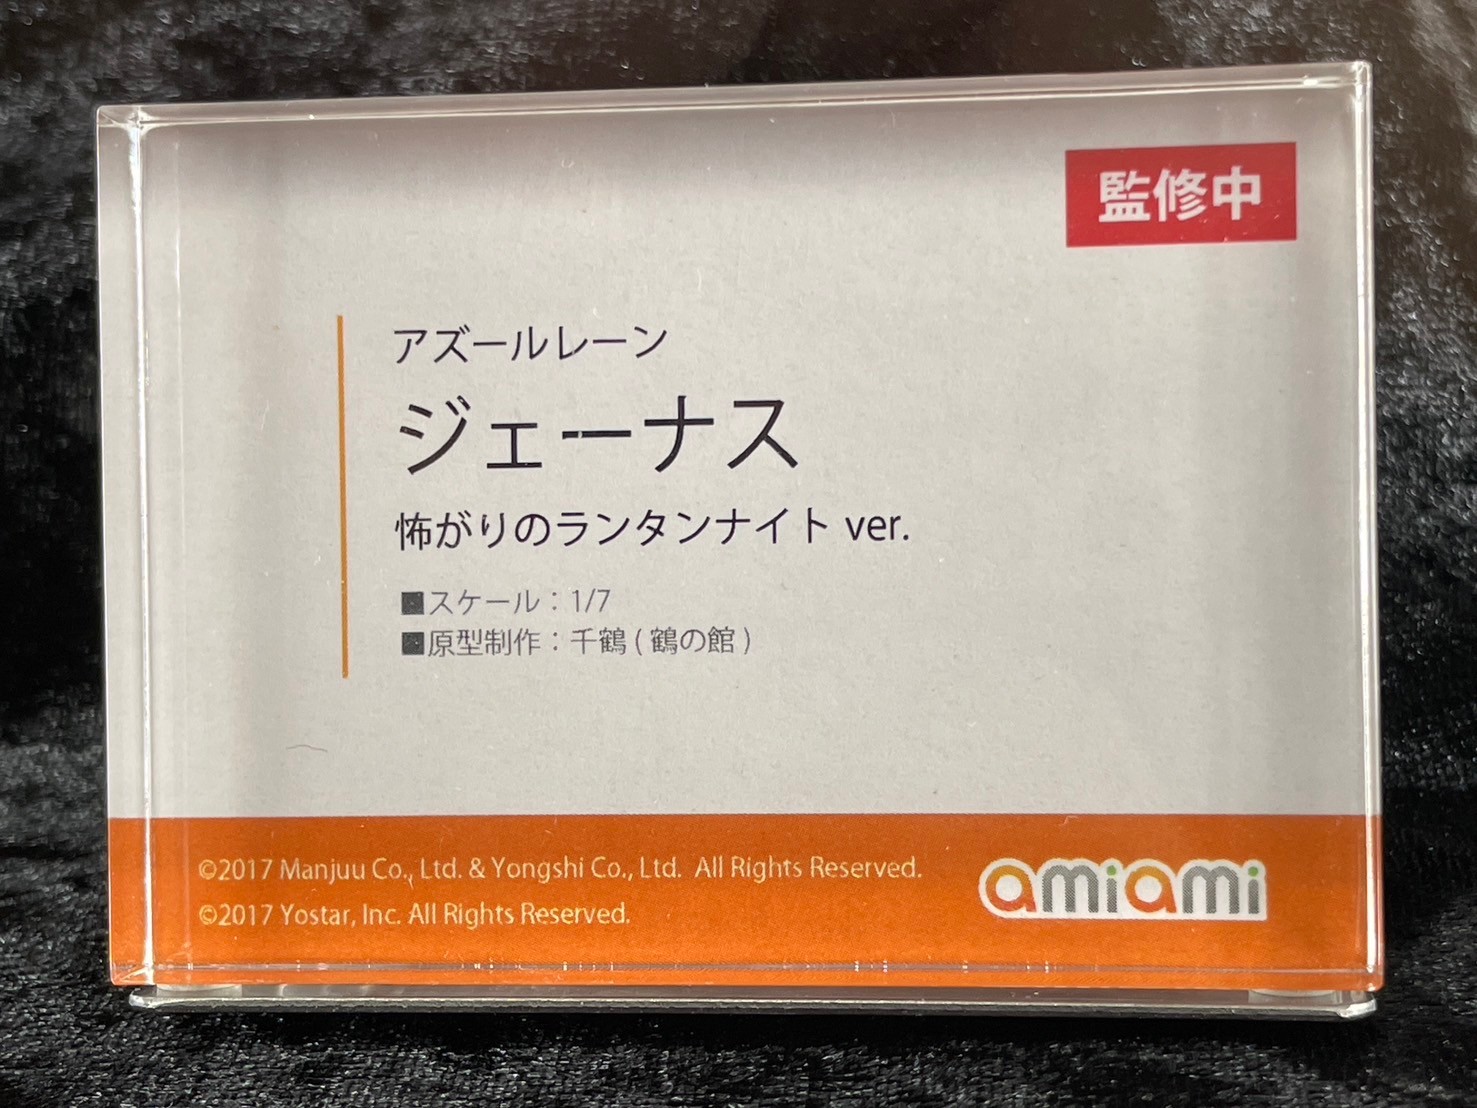 監修中
アズールレーン
ジェーナス
怖がりのランタンナイト ver.
■スケール：1/7
■原型制作：千鶴 ( 鶴の館 )
©2017 Manjuu Co., Ltd. & Yongshi Co., Ltd. All Rights Reserved.
©2017 Yostar, Inc. All Rights Reserved.
amiami